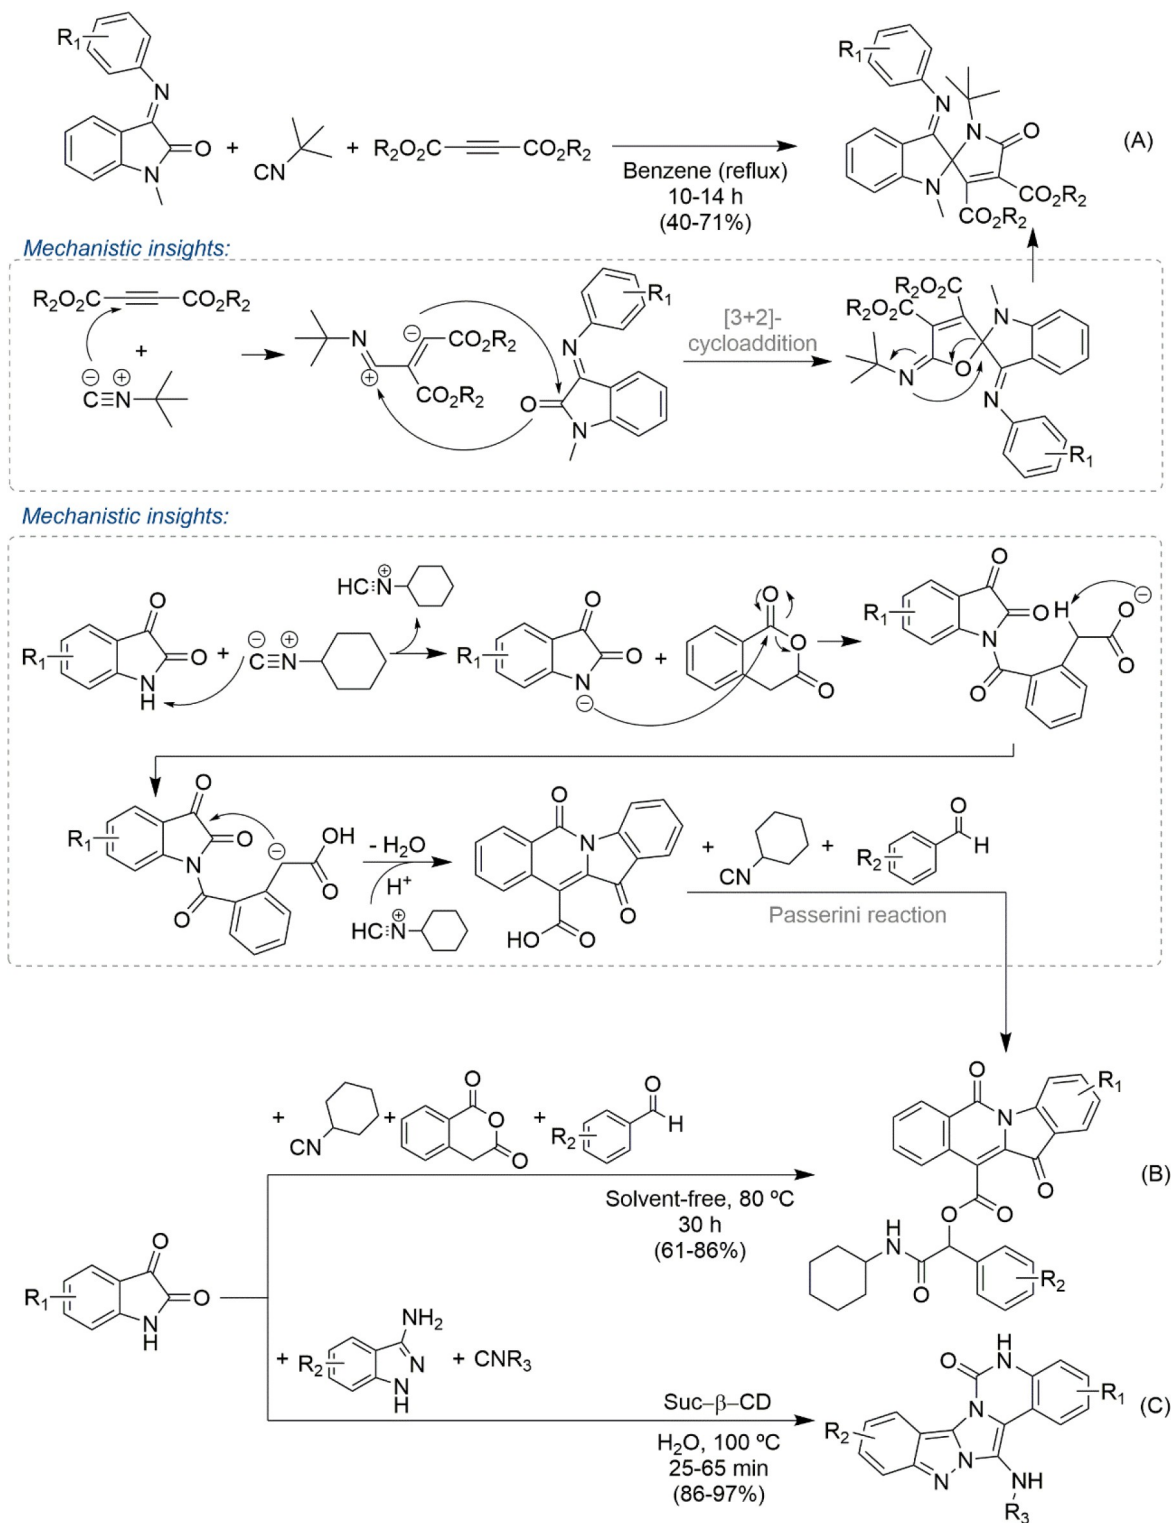 R1
N
N
O
+
CN
+
R2O2C
CO2R2
Benzene (reflux)
10-14 h
(40-71%)
R1
N
N
O
N
CO2R2
CO2R2
(A)
Mechanistic insights:
R2O2C
CO2R2
+
⊖ ⊕
C≡N
N
⊕
⊖
CO2R2
CO2R2
R1
N
O
N
[3+2]-
cycloaddition
R2O2C
CO2R2
N
O
N
N
R1
Mechanistic insights:
R1
O
O
N
H
+
⊖ ⊕
C≡N
⊕
HC≡N
R1
O
O
N
⊖
+
O
O
O
R1
O
O
N
O
H
O⊖
O
R1
O
O
N
O
⊖
OH
O
- H2O
H+
⊕
HC≡N
O
N
O
HO
O
+
CN
+
R2
O
H
Passerini reaction
+
CN
+
O
O
O
+
R2
O
H
Solvent-free, 80 ºC
30 h
(61-86%)
O
N
R1
O
O
O
H
N
O
R2
(B)
R1
O
O
N
H
+
R2
NH2
N
N
H
+ CNR3
Suc–β–CD
H2O, 100 ºC
25-65 min
(86-97%)
H
N
O
N
R1
R2
N
N
NH
R3
(C)